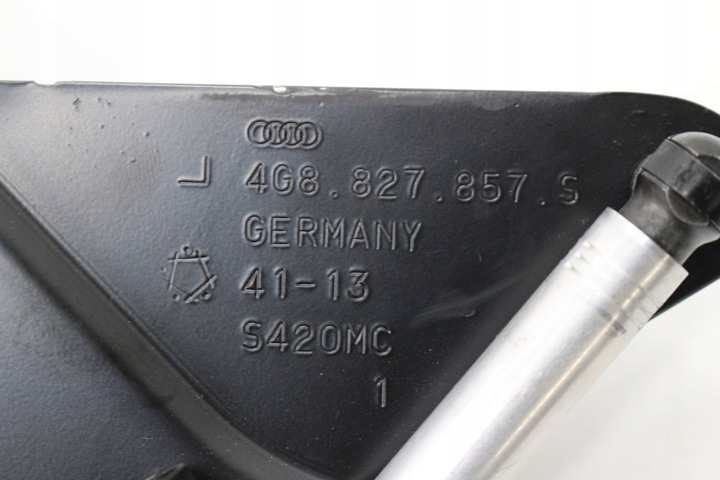 L 4G8.827.857.S
GERMANY
41-13
S420MC
1